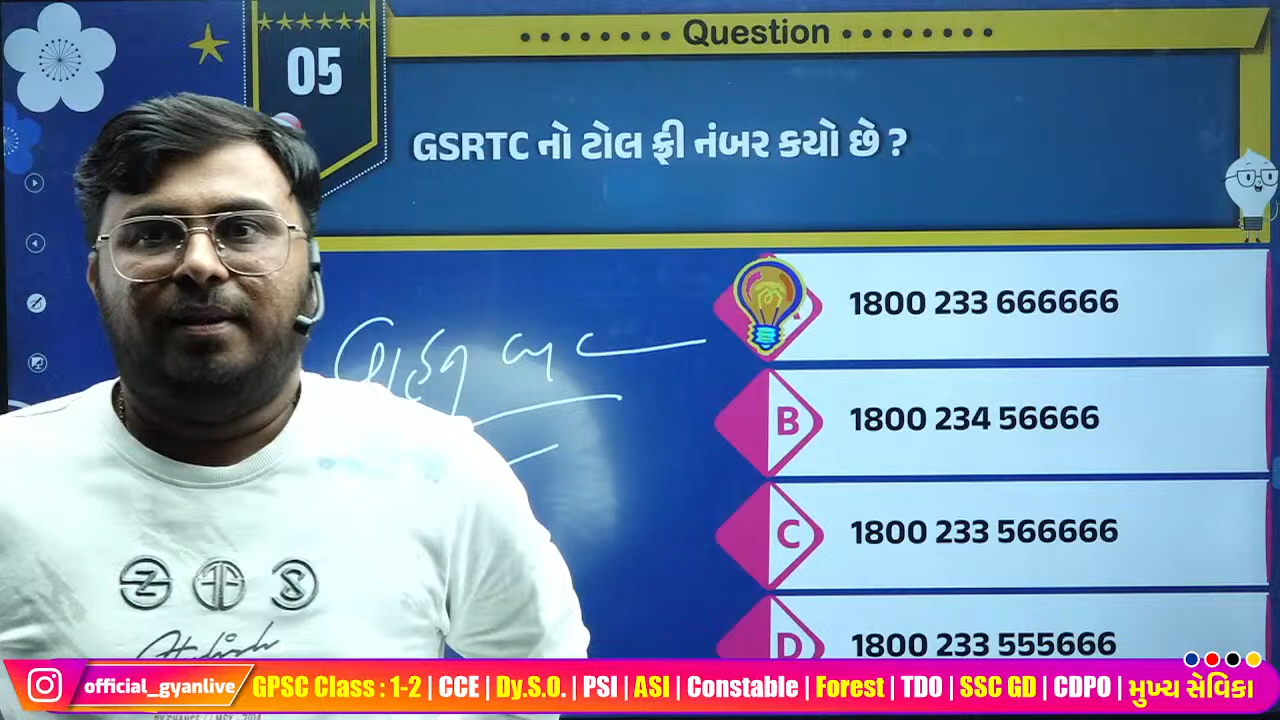 Question
05
GSRTC નો ટોલ ફ્રી નંબર કયો છે ?
1800 233 666666
B 1800 234 56666
C 1800 233 566666
D 1800 233 555666
official_gyanlive GPSC Class : 1-2 | CCE | Dy.S.O. | PSI | ASI | Constable | Forest | TDO | SSC GD | CDPO | મુખ્ય સેવિકા